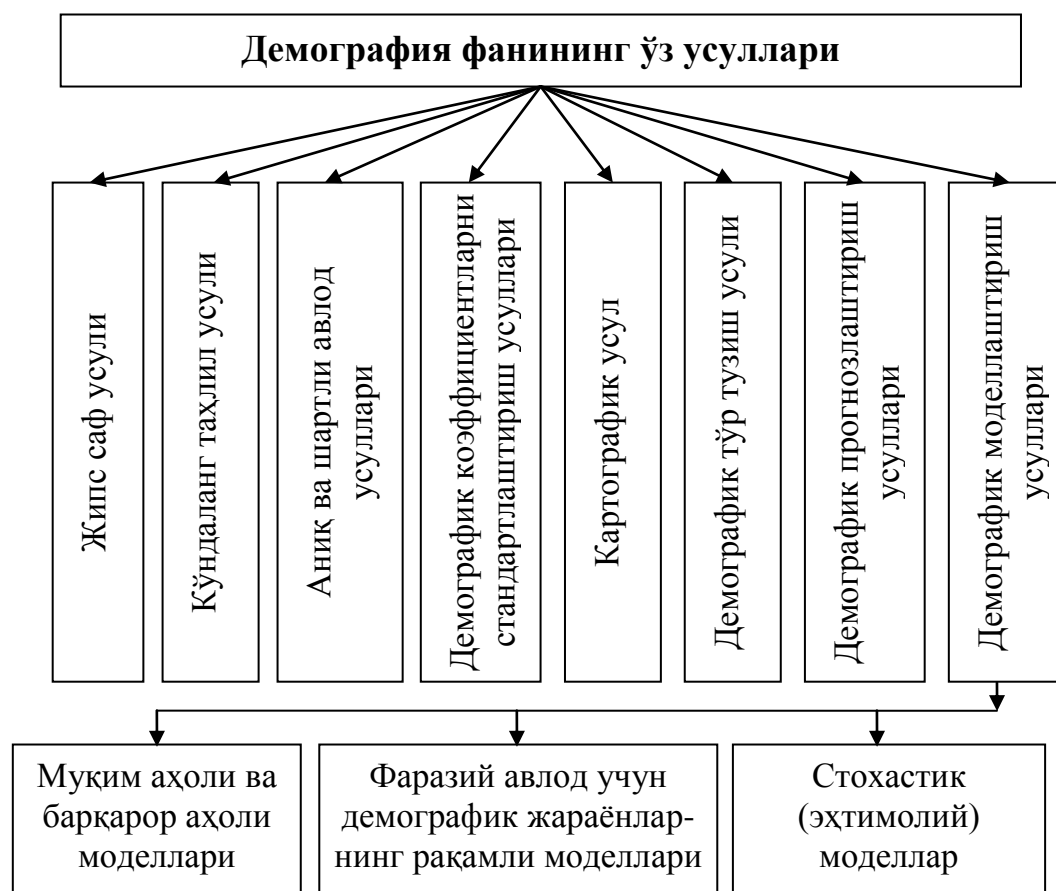 Демография фанининг ўз усуллари
Жипс саф усули
Кўндаланг таҳлил усули
Аниқ ва шартли авлод
усуллари
Демографик коэффициентларни
стандартлаштириш усуллари
Картографик усул
Демографик тўр тузиш усули
Демографик прогнозлаштириш
усуллари
Демографик моделлаштириш
усуллари
Муқим аҳоли ва
барқарор аҳоли
моделлари
Фаразий авлод учун
демографик жараёнлар-
нинг рақамли моделлари
Стохастик
(эҳтимолий)
моделлар